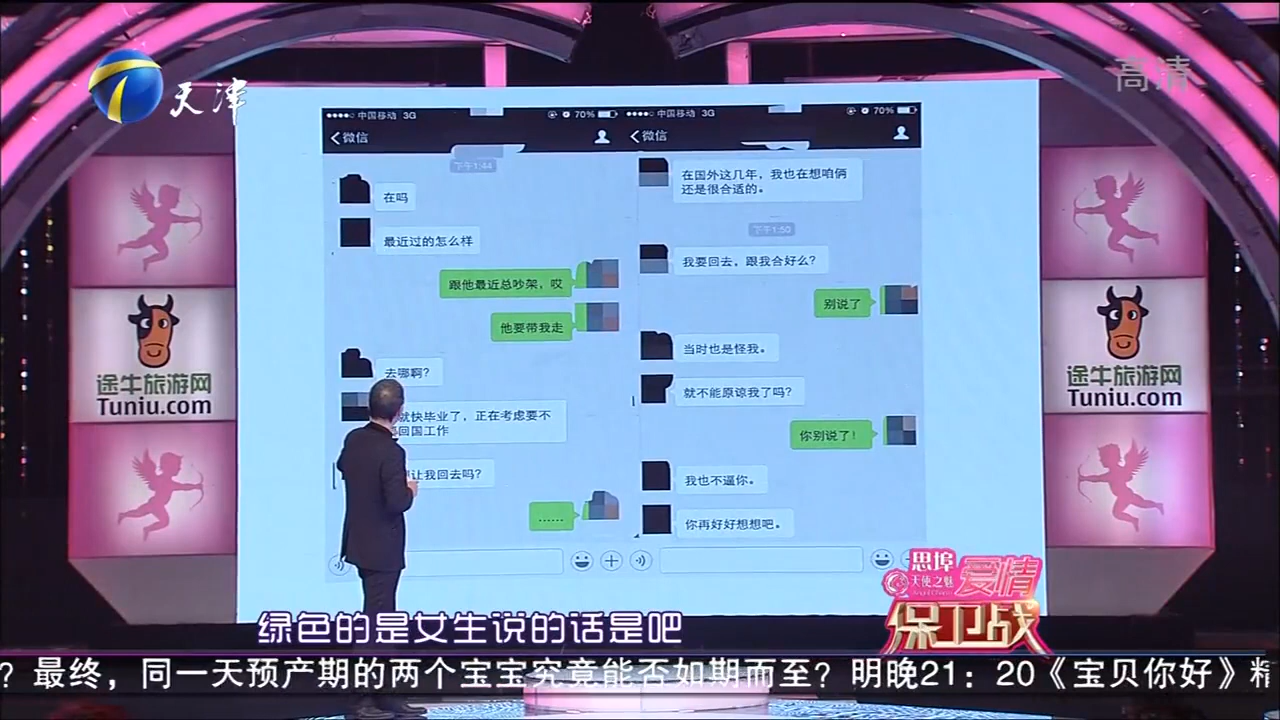 天津
高清
中国移动 3G
70%
中国移动 3G
70%
微信
微信
下午1:44
在吗
最近过的怎么样
跟他最近总吵架，哎
他要带我走
去哪啊？
就快毕业了，正在考虑要不
回国工作
让我回去吗？
……
在国外这几年，我也在想咱俩
还是很合适的。
下午1:50
我要回去，跟我合好么？
别说了
当时也是怪我。
就不能原谅我了吗？
你别说了！
我也不逼你。
你再好好想想吧。
途牛旅游网
Tuniu.com
途牛旅游网
Tuniu.com
思埠
天使之魅
爱情
保卫战
绿色的是女生说的话是吧
？最终，同一天预产期的两个宝宝究竟能否如期而至？明晚21：20《宝贝你好》精